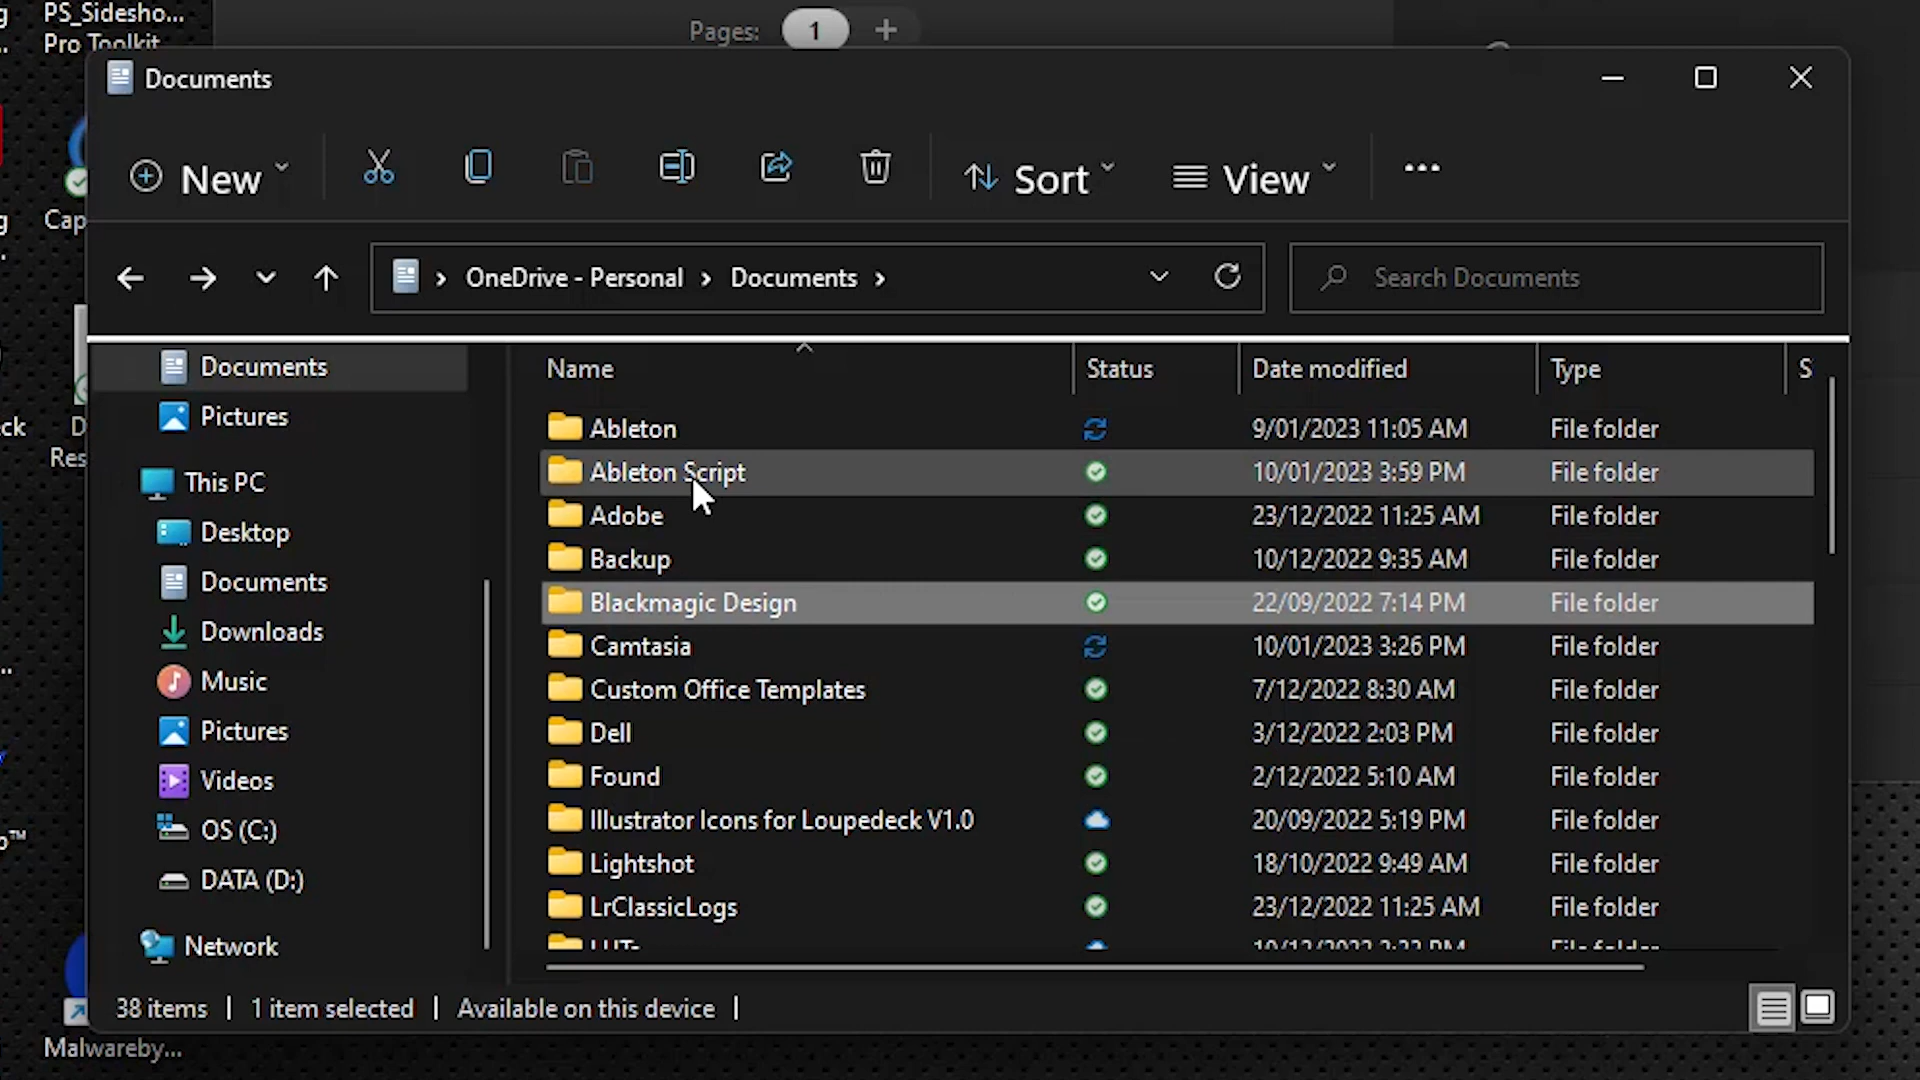 PS_Sidesho...
Pro Toolkit
Pages: 1 +
Documents
New
Sort
View
...
OneDrive - Personal > Documents >
Search Documents
Cap
ck
D
Res
Documents
Pictures
This PC
Desktop
Documents
Downloads
Music
Pictures
Videos
OS (C:)
DATA (D:)
Network
Name Status Date modified Type S
Ableton 9/01/2023 11:05 AM File folder
Ableton Script 10/01/2023 3:59 PM File folder
Adobe 23/12/2022 11:25 AM File folder
Backup 10/12/2022 9:35 AM File folder
Blackmagic Design 22/09/2022 7:14 PM File folder
Camtasia 10/01/2023 3:26 PM File folder
Custom Office Templates 7/12/2022 8:30 AM File folder
Dell 3/12/2022 2:03 PM File folder
Found 2/12/2022 5:10 AM File folder
Illustrator Icons for Loupedeck V1.0 20/09/2022 5:19 PM File folder
Lightshot 18/10/2022 9:49 AM File folder
LrClassicLogs 23/12/2022 11:25 AM File folder
38 items | 1 item selected | Available on this device |
Malwareby...